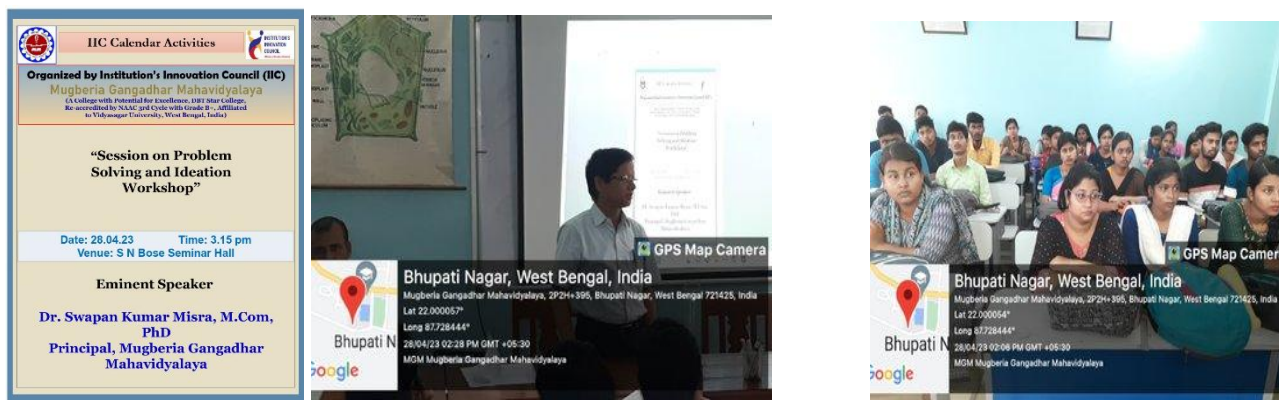 IIC Calendar Activities
INSTITUTION'S
INNOVATION
COUNCIL
Organized by Institution's Innovation Council (IIC)
Mugberia Gangadhar Mahavidyalaya
(A College with Potential for Excellence, DBT Star College,
Re-accredited by NAAC 3rd Cycle with Grade B+, Affiliated
to Vidyasagar University, West Bengal, India)
“Session on Problem
Solving and Ideation
Workshop”
Date: 28.04.23 Time: 3.15 pm
Venue: S N Bose Seminar Hall
Eminent Speaker
Dr. Swapan Kumar Misra, M.Com,
PhD
Principal, Mugberia Gangadhar
Mahavidyalaya
GPS Map Camera
Bhupati Nagar, West Bengal, India
Mugberia Gangadhar Mahavidyalaya, 2P2H+395, Bhupati Nagar, West Bengal 721425, India
Lat 22.000057°
Long 87.728444°
28/04/23 02:28 PM GMT +05:30
MGM Mugberia Gangadhar Mahavidyalaya
Bhupati N
Google
GPS Map Camer
Bhupati Nagar, West Bengal, India
Mugberia Gangadhar Mahavidyalaya, 2P2H+395, Bhupati Nagar, West Bengal 721425, India
Lat 22.000054°
Long 87.728444°
28/04/23 02:06 PM GMT +05:30
MGM Mugberia Gangadhar Mahavidyalaya
Bhupati N
Google